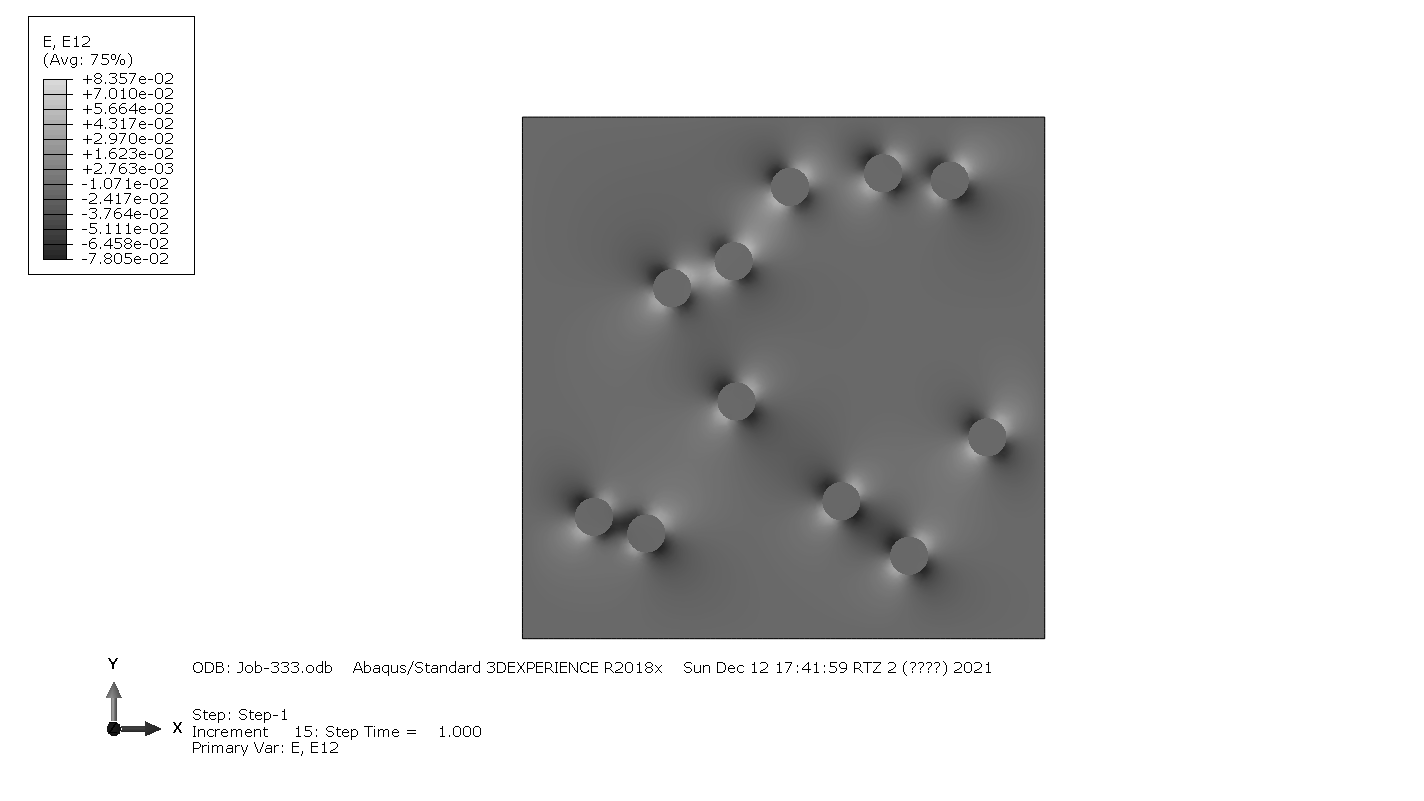 E, E12
(Avg: 75%)
+8.357e-02
+7.010e-02
+5.664e-02
+4.317e-02
+2.970e-02
+1.623e-02
+2.763e-03
-1.071e-02
-2.417e-02
-3.764e-02
-5.111e-02
-6.458e-02
-7.805e-02
Y
X
ODB: Job-333.odb Abaqus/Standard 3DEXPERIENCE R2018x Sun Dec 12 17:41:59 RTZ 2 (????) 2021
Step: Step-1
Increment 15: Step Time = 1.000
Primary Var: E, E12